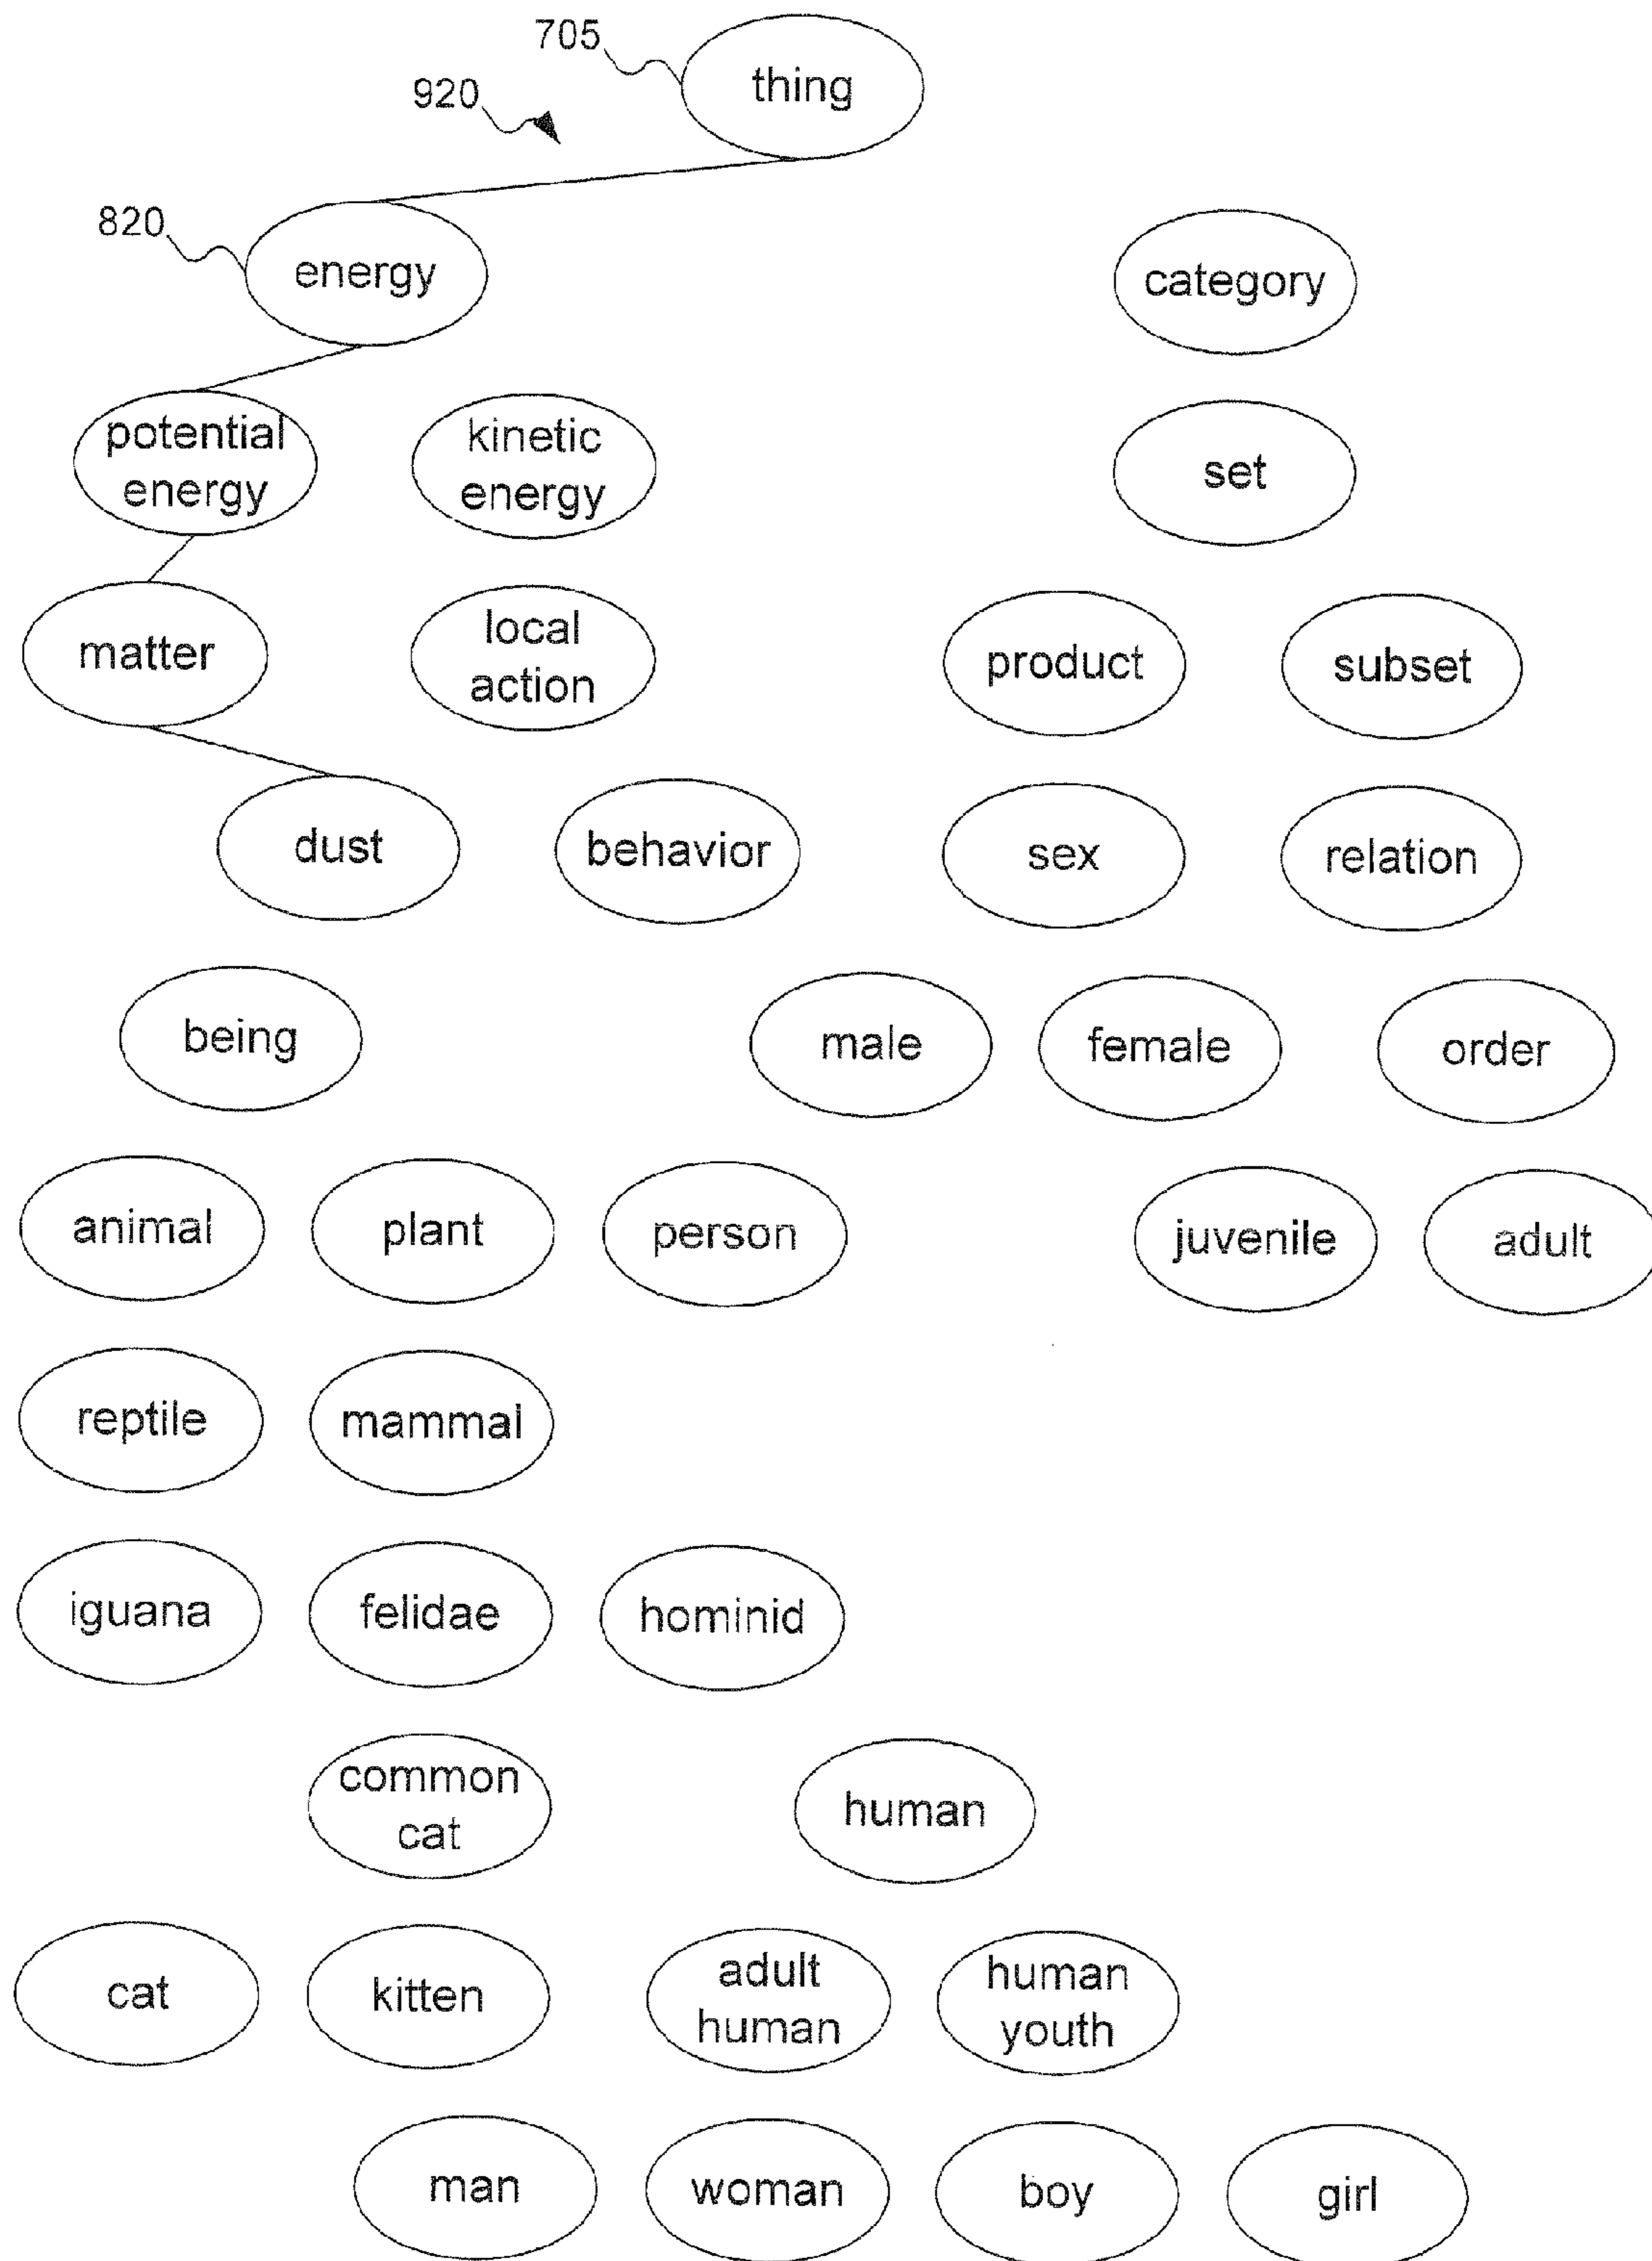 705
thing
920
820
energy
category
potential
energy
kinetic
energy
set
matter
local
action
product
subset
dust
behavior
sex
relation
being
male
female
order
animal
plant
person
juvenile
adult
reptile
mammal
iguana
felidae
hominid
common
cat
human
cat
kitten
adult
human
human
youth
man
woman
boy
girl